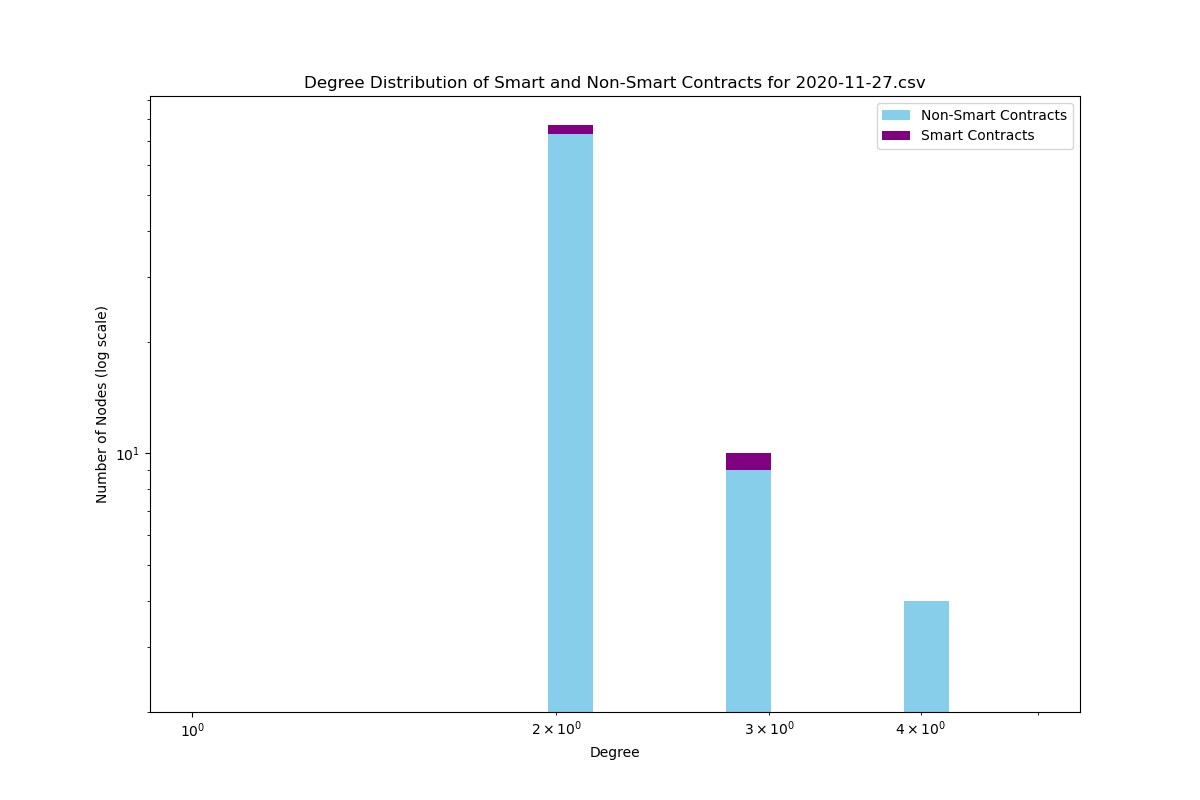 Degree Distribution of Smart and Non-Smart Contracts for 2020-11-27.csv
Non-Smart Contracts
Smart Contracts
Number of Nodes (log scale)
10¹
10⁰
2 × 10⁰
3 × 10⁰
4 × 10⁰
Degree